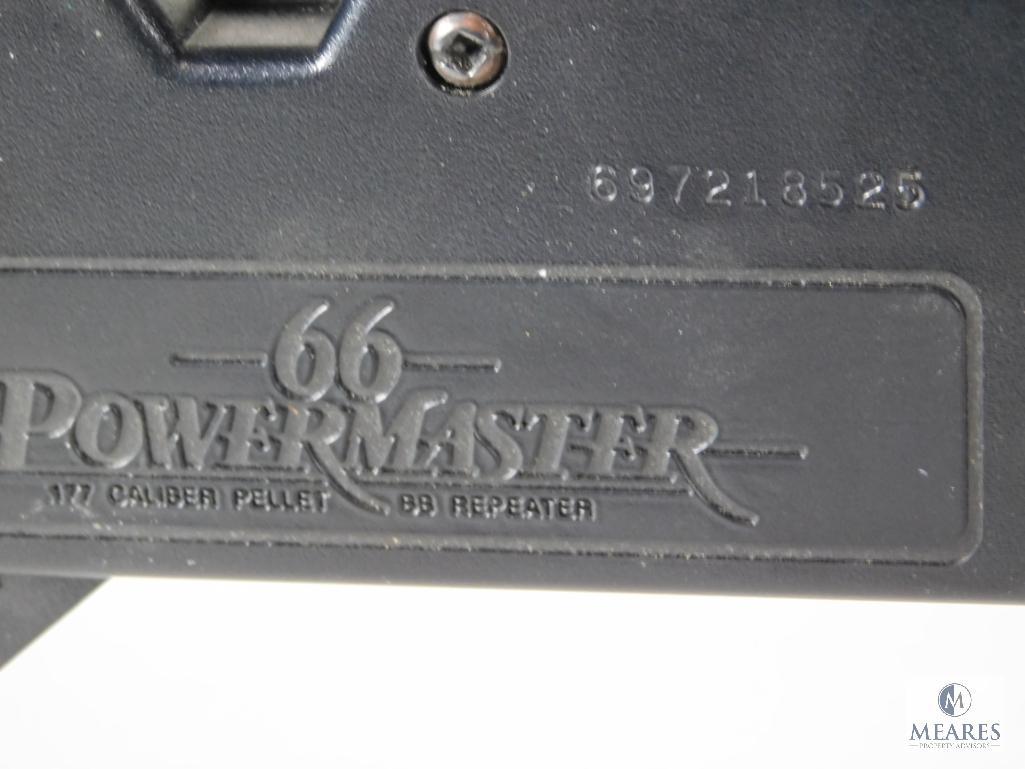 697218525
66
POWERMASTER
177 CALIBER PELLET BB REPEATER
M
MEARES
PROPERTY ADVISORS